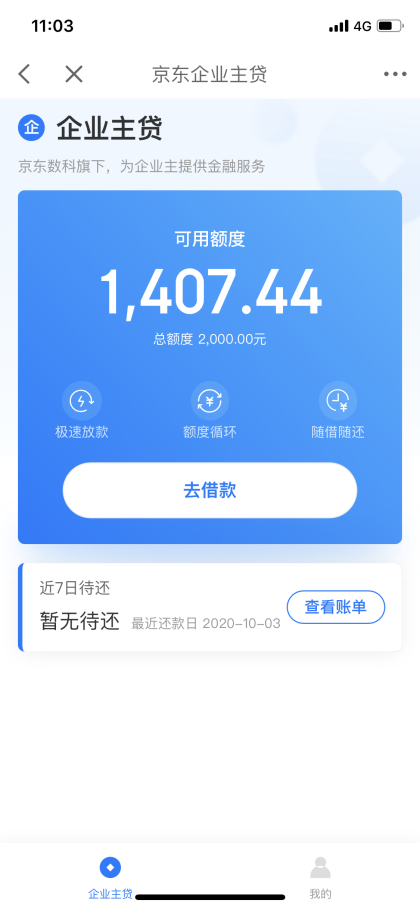 11:03
4G
京东企业主贷
企 企业主贷
京东数科旗下，为企业主提供金融服务
可用额度
1,407.44
总额度 2,000.00元
极速放款 额度循环 随借随还
去借款
近7日待还
暂无待还 最近还款日 2020-10-03
查看账单
企业主贷 我的